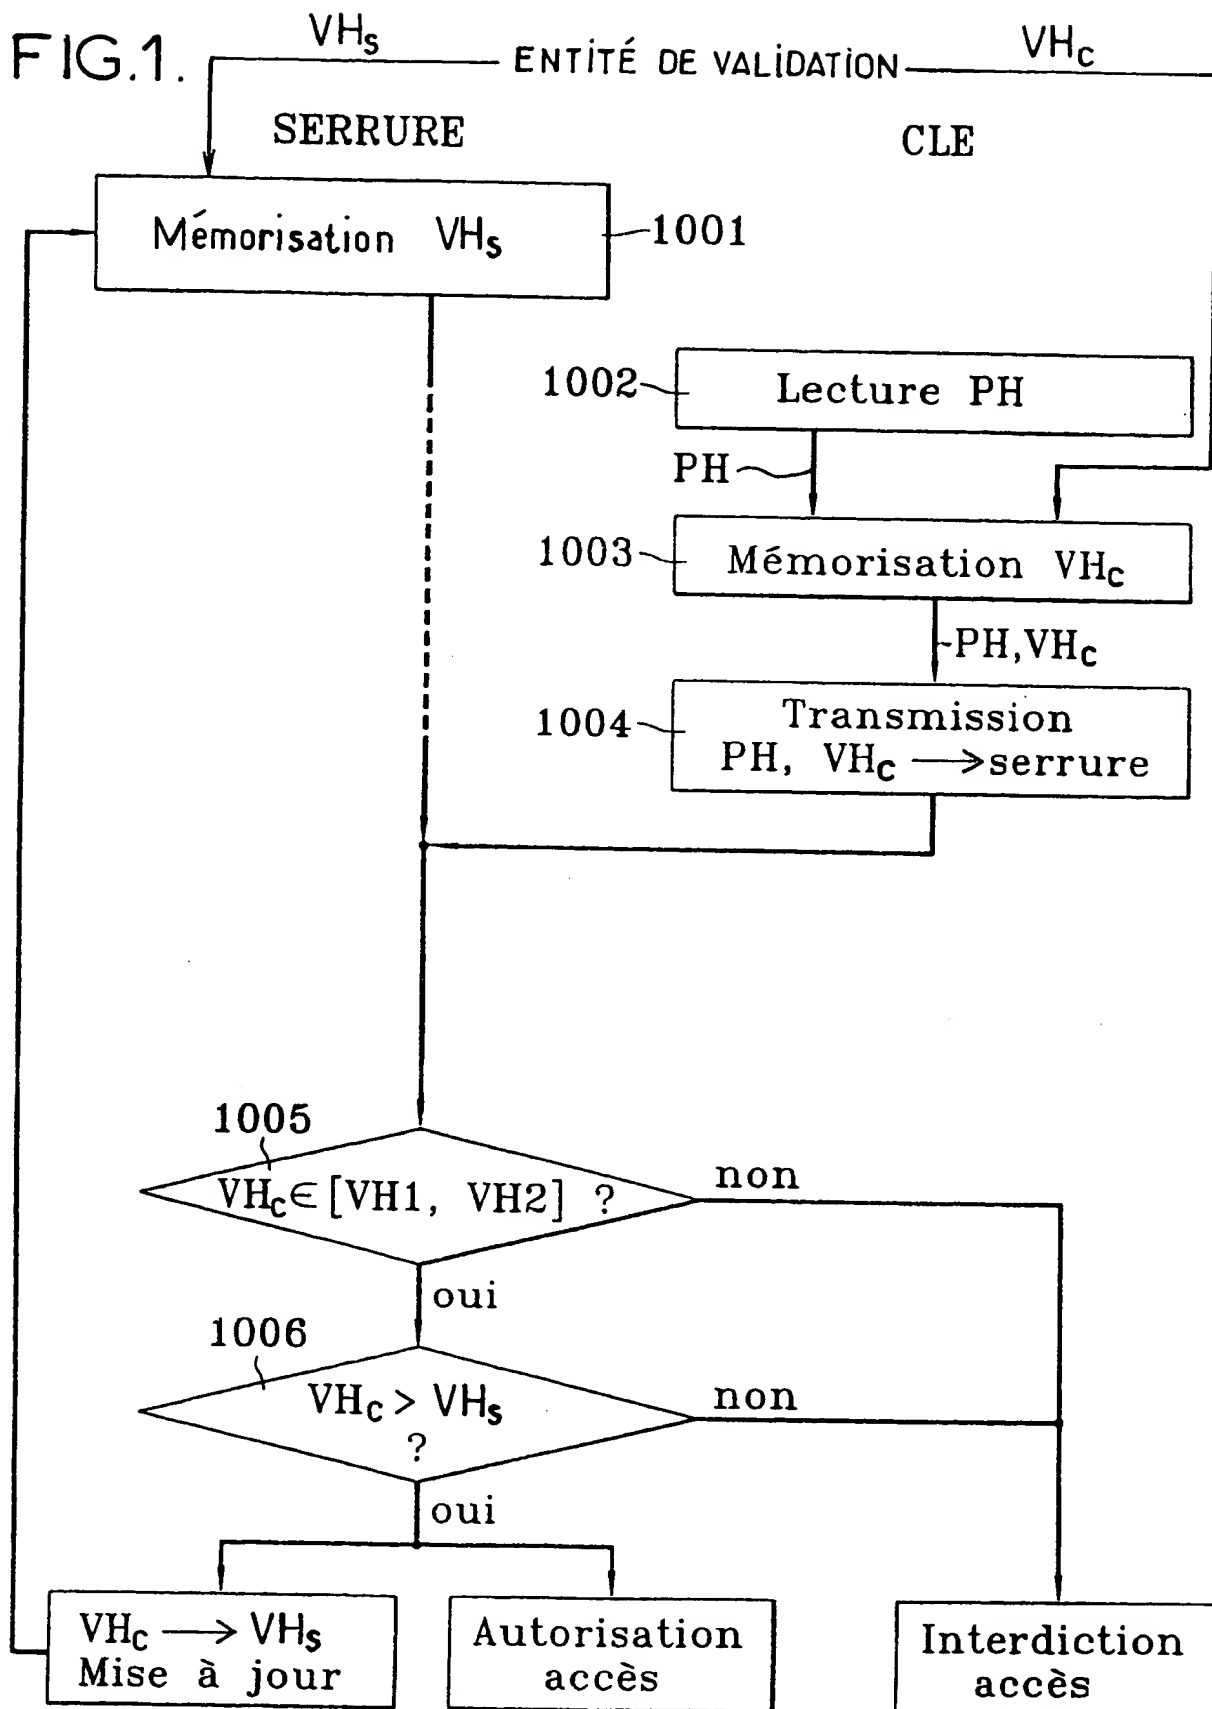 FIG.1.
VHs
ENTITÉ DE VALIDATION
VHc
SERRURE
CLE
Mémorisation VHs
1001
1002
Lecture PH
PH
1003
Mémorisation VHc
PH,VHc
1004
Transmission
PH, VHc → serrure
1005
VHc∈[VH1, VH2] ?
non
oui
1006
VHc > VHs
?
non
oui
VHc → VHs
Mise à jour
Autorisation
accès
Interdiction
accès